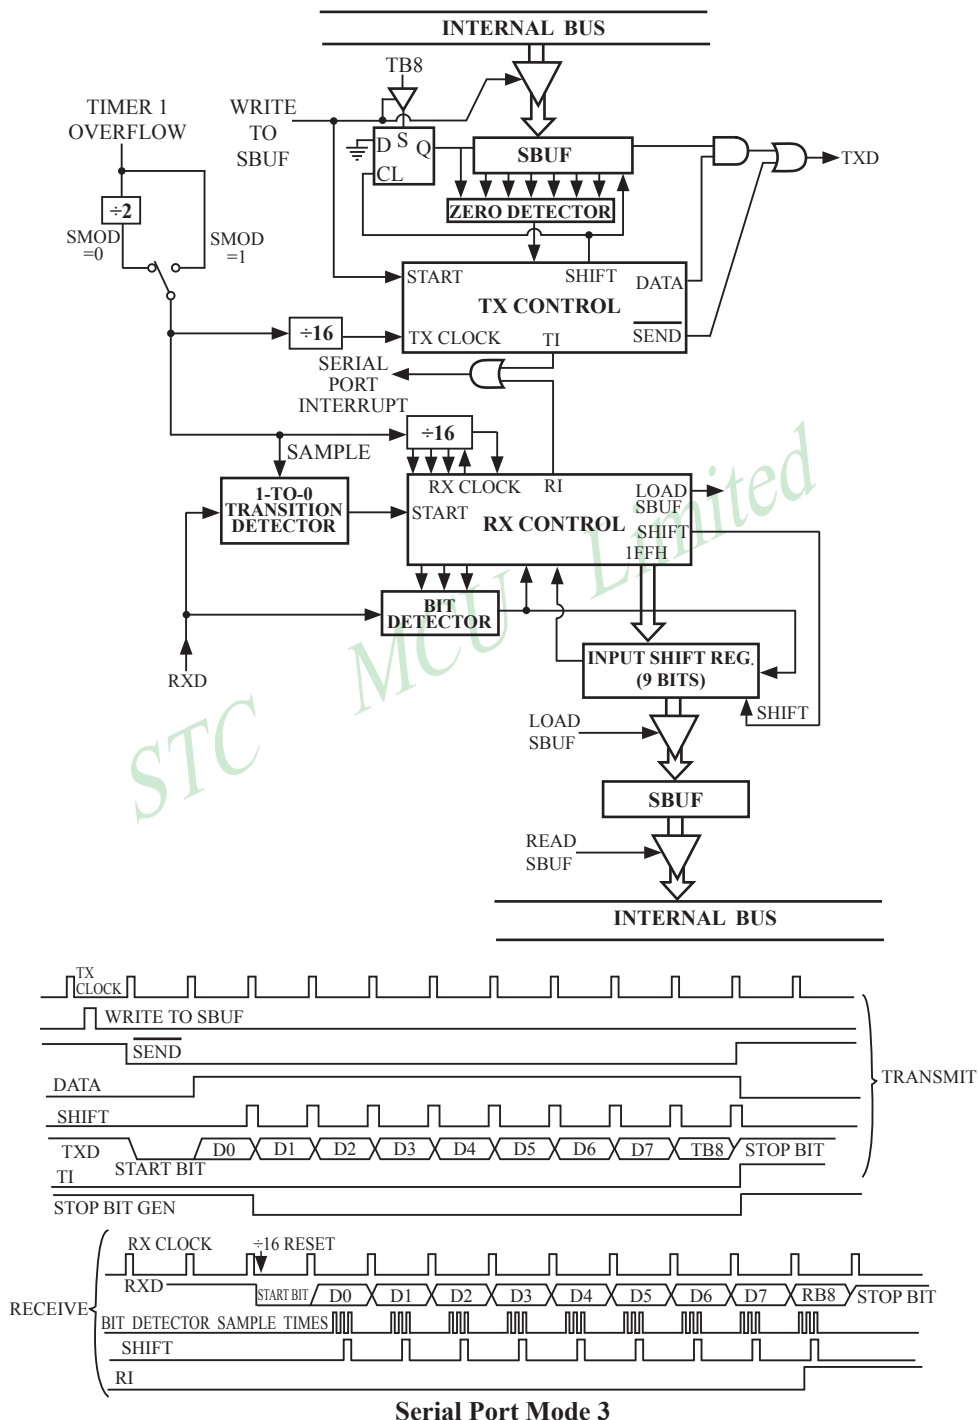 INTERNAL BUS
TB8
TIMER 1
OVERFLOW
WRITE
TO
SBUF
D S Q
CL
SBUF
TXD
÷2
ZERO DETECTOR
SMOD
=0
SMOD
=1
START
SHIFT
DATA
TX CONTROL
÷16
TX CLOCK
TI
SEND
SERIAL
PORT
INTERRUPT
÷16
SAMPLE
RX CLOCK
RI
LOAD
SBUF
1-TO-0
TRANSITION
DETECTOR
START
RX CONTROL
SHIFT
1FFH
BIT
DETECTOR
RXD
INPUT SHIFT REG.
(9 BITS)
SHIFT
LOAD
SBUF
SBUF
READ
SBUF
INTERNAL BUS
STC MCU Limited
TX
CLOCK
WRITE TO SBUF
SEND
TRANSMIT
DATA
SHIFT
TXD
START BIT
D0 D1 D2 D3 D4 D5 D6 D7 TB8 STOP BIT
TI
STOP BIT GEN
RX CLOCK
÷16 RESET
RXD
START BIT D0 D1 D2 D3 D4 D5 D6 D7 RB8 STOP BIT
RECEIVE
BIT DETECTOR SAMPLE TIMES
SHIFT
RI
Serial Port Mode 3